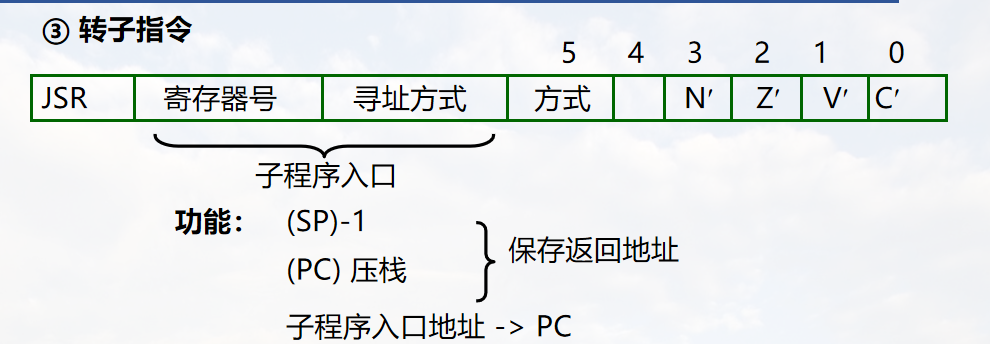 ③ 转子指令
5 4 3 2 1 0
JSR 寄存器号 寻址方式 方式 N′ Z′ V′ C′
子程序入口
功能： (SP)-1
(PC) 压栈
保存返回地址
子程序入口地址 -> PC